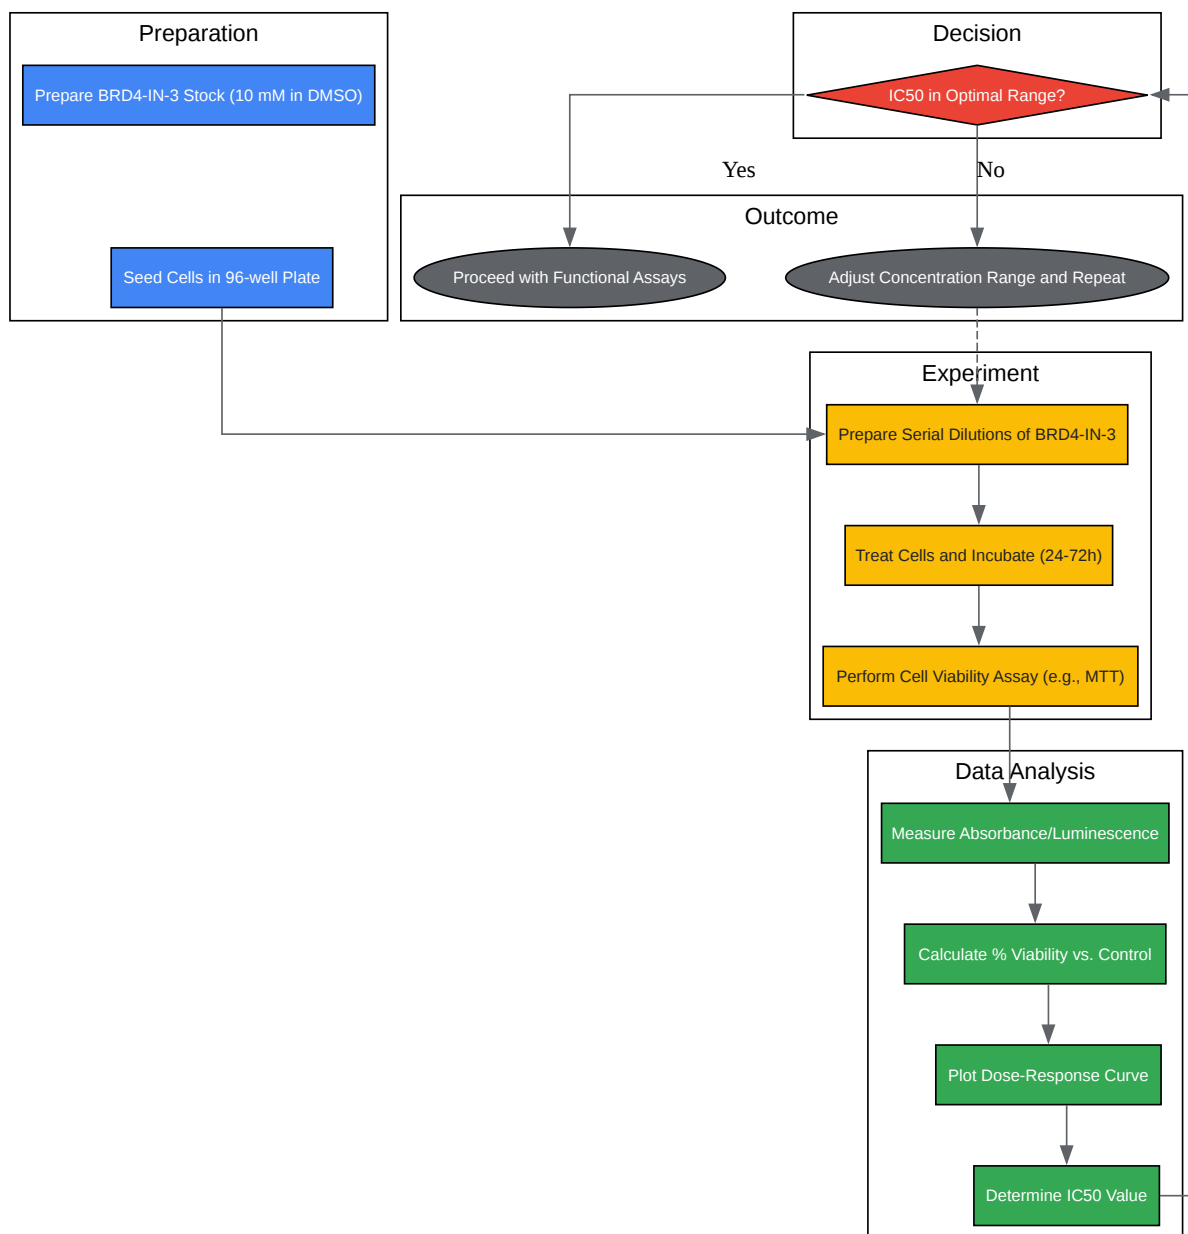 Preparation
Prepare BRD4-IN-3 Stock (10 mM in DMSO)
Seed Cells in 96-well Plate
Decision
IC50 in Optimal Range?
Yes
No
Outcome
Proceed with Functional Assays
Adjust Concentration Range and Repeat
Experiment
Prepare Serial Dilutions of BRD4-IN-3
Treat Cells and Incubate (24-72h)
Perform Cell Viability Assay (e.g., MTT)
Data Analysis
Measure Absorbance/Luminescence
Calculate % Viability vs. Control
Plot Dose-Response Curve
Determine IC50 Value